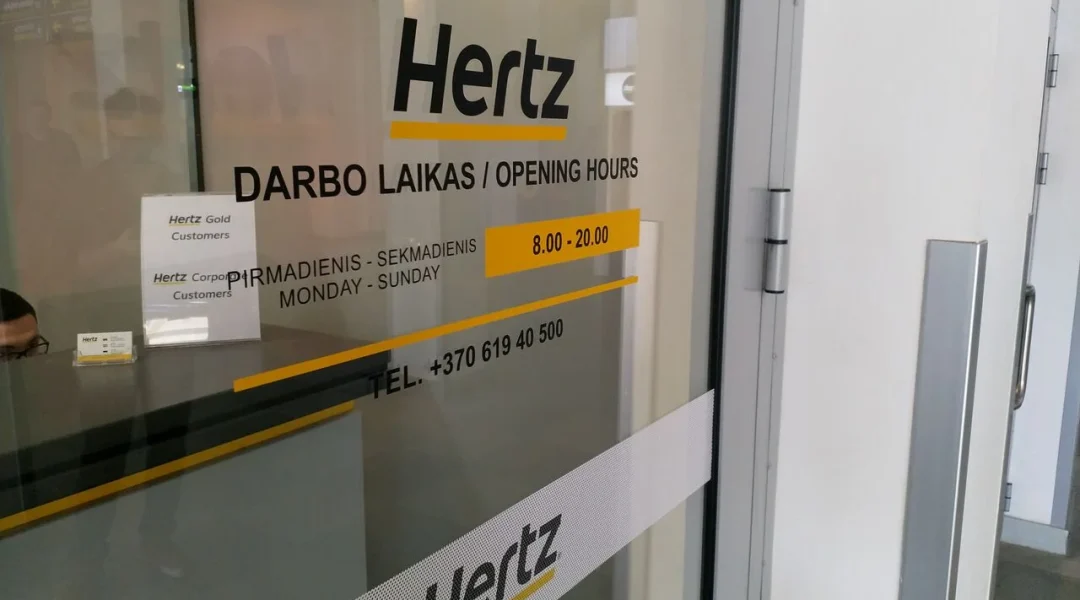 Hertz
DARBO LAIKAS / OPENING HOURS
PIRMADIENIS - SEKMADIENIS
MONDAY - SUNDAY
8.00 - 20.00
TEL. +370 619 40 500
Hertz Gold
Customers
Hertz Corporate
Customers
Hertz
Hertz